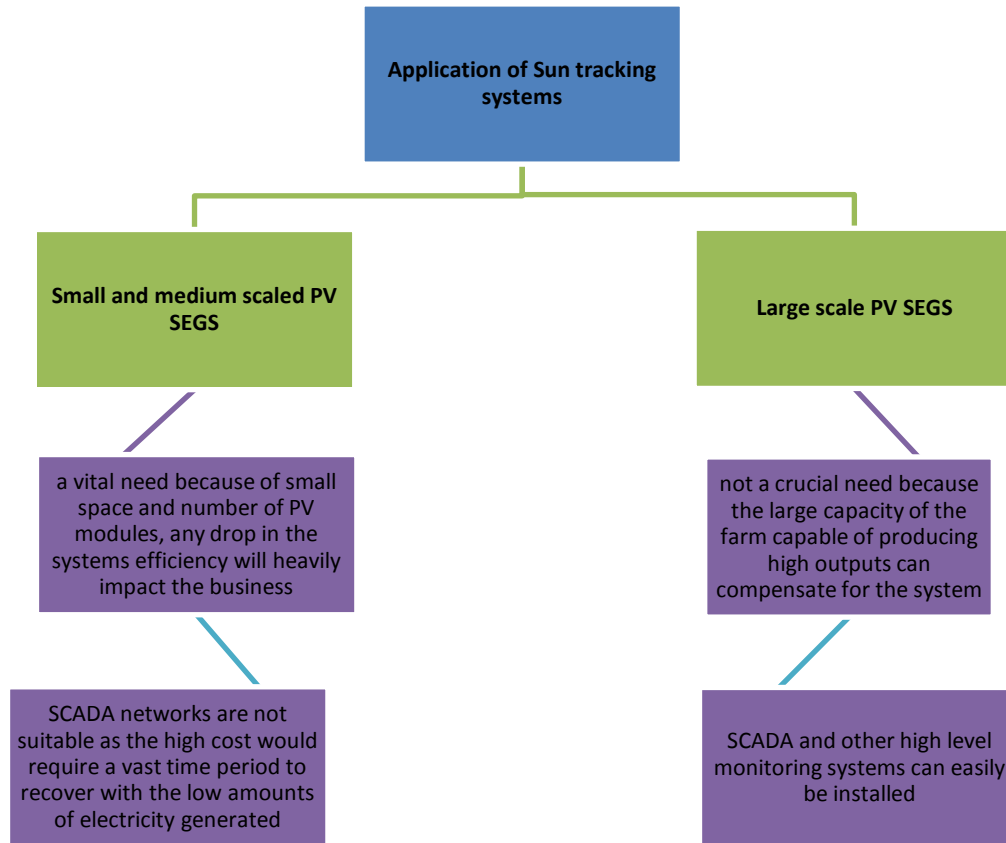 Application of Sun tracking
systems
Small and medium scaled PV
SEGS
Large scale PV SEGS
a vital need because of small
space and number of PV
modules, any drop in the
systems efficiency will heavily
impact the business
not a crucial need because
the large capacity of the
farm capable of producing
high outputs can
compensate for the system
SCADA networks are not
suitable as the high cost would
require a vast time period to
recover with the low amounts
of electricity generated
SCADA and other high level
monitoring systems can easily
be installed